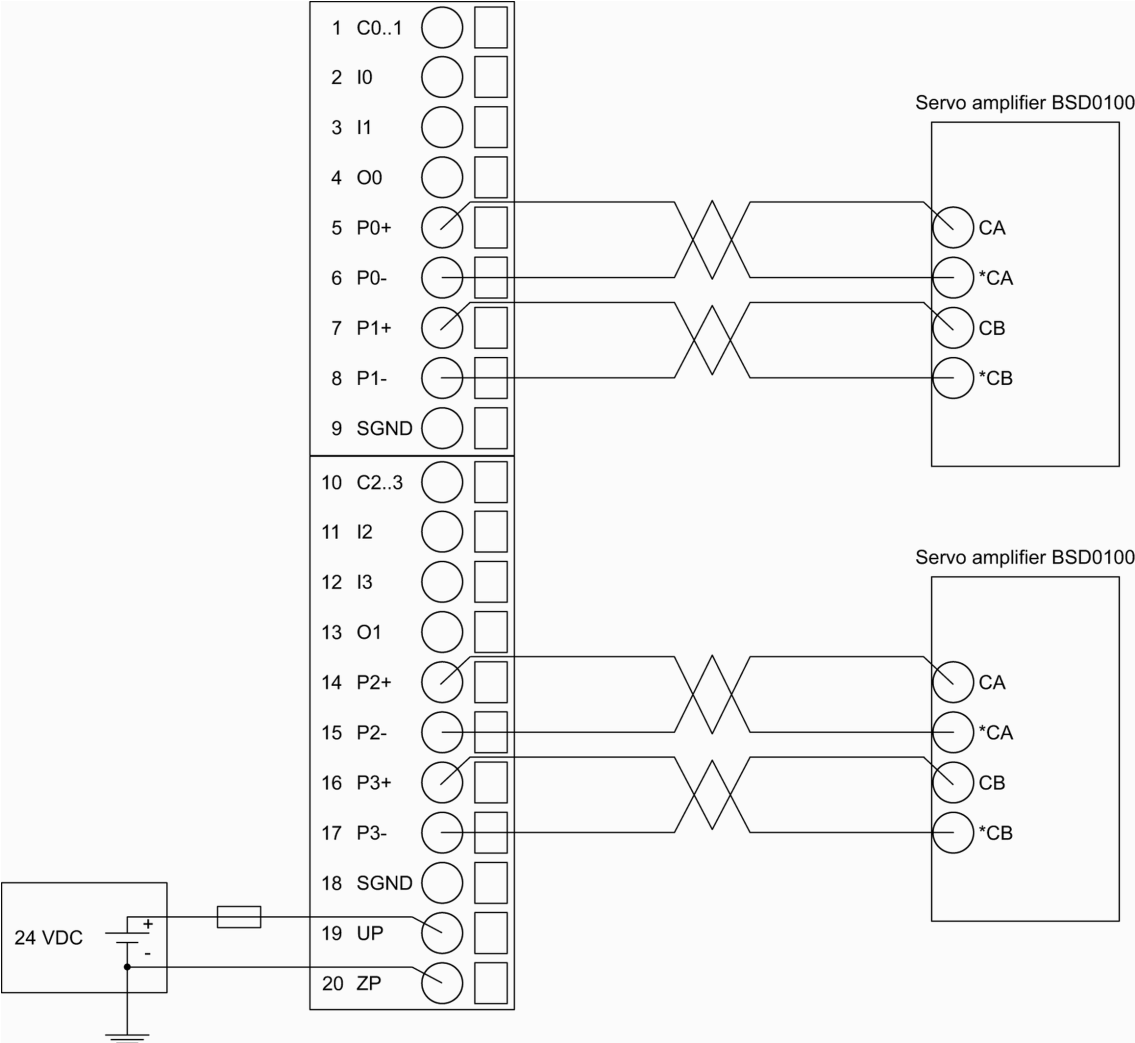 1 C0..1
2 I0
3 I1
4 O0
5 P0+
6 P0-
7 P1+
8 P1-
9 SGND
10 C2..3
11 I2
12 I3
13 O1
14 P2+
15 P2-
16 P3+
17 P3-
18 SGND
19 UP
20 ZP
Servo amplifier BSD0100
CA
*CA
CB
*CB
Servo amplifier BSD0100
CA
*CA
CB
*CB
24 VDC
+
-